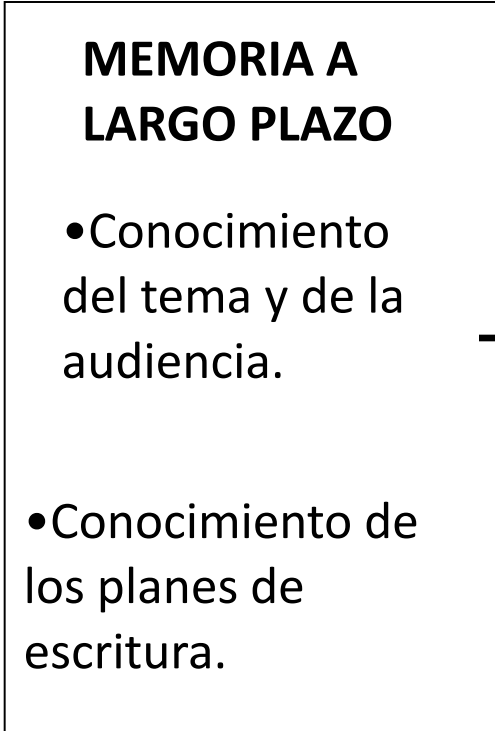 MEMORIA A
LARGO PLAZO
•Conocimiento
del tema y de la
audiencia.
•Conocimiento de
los planes de
escritura.